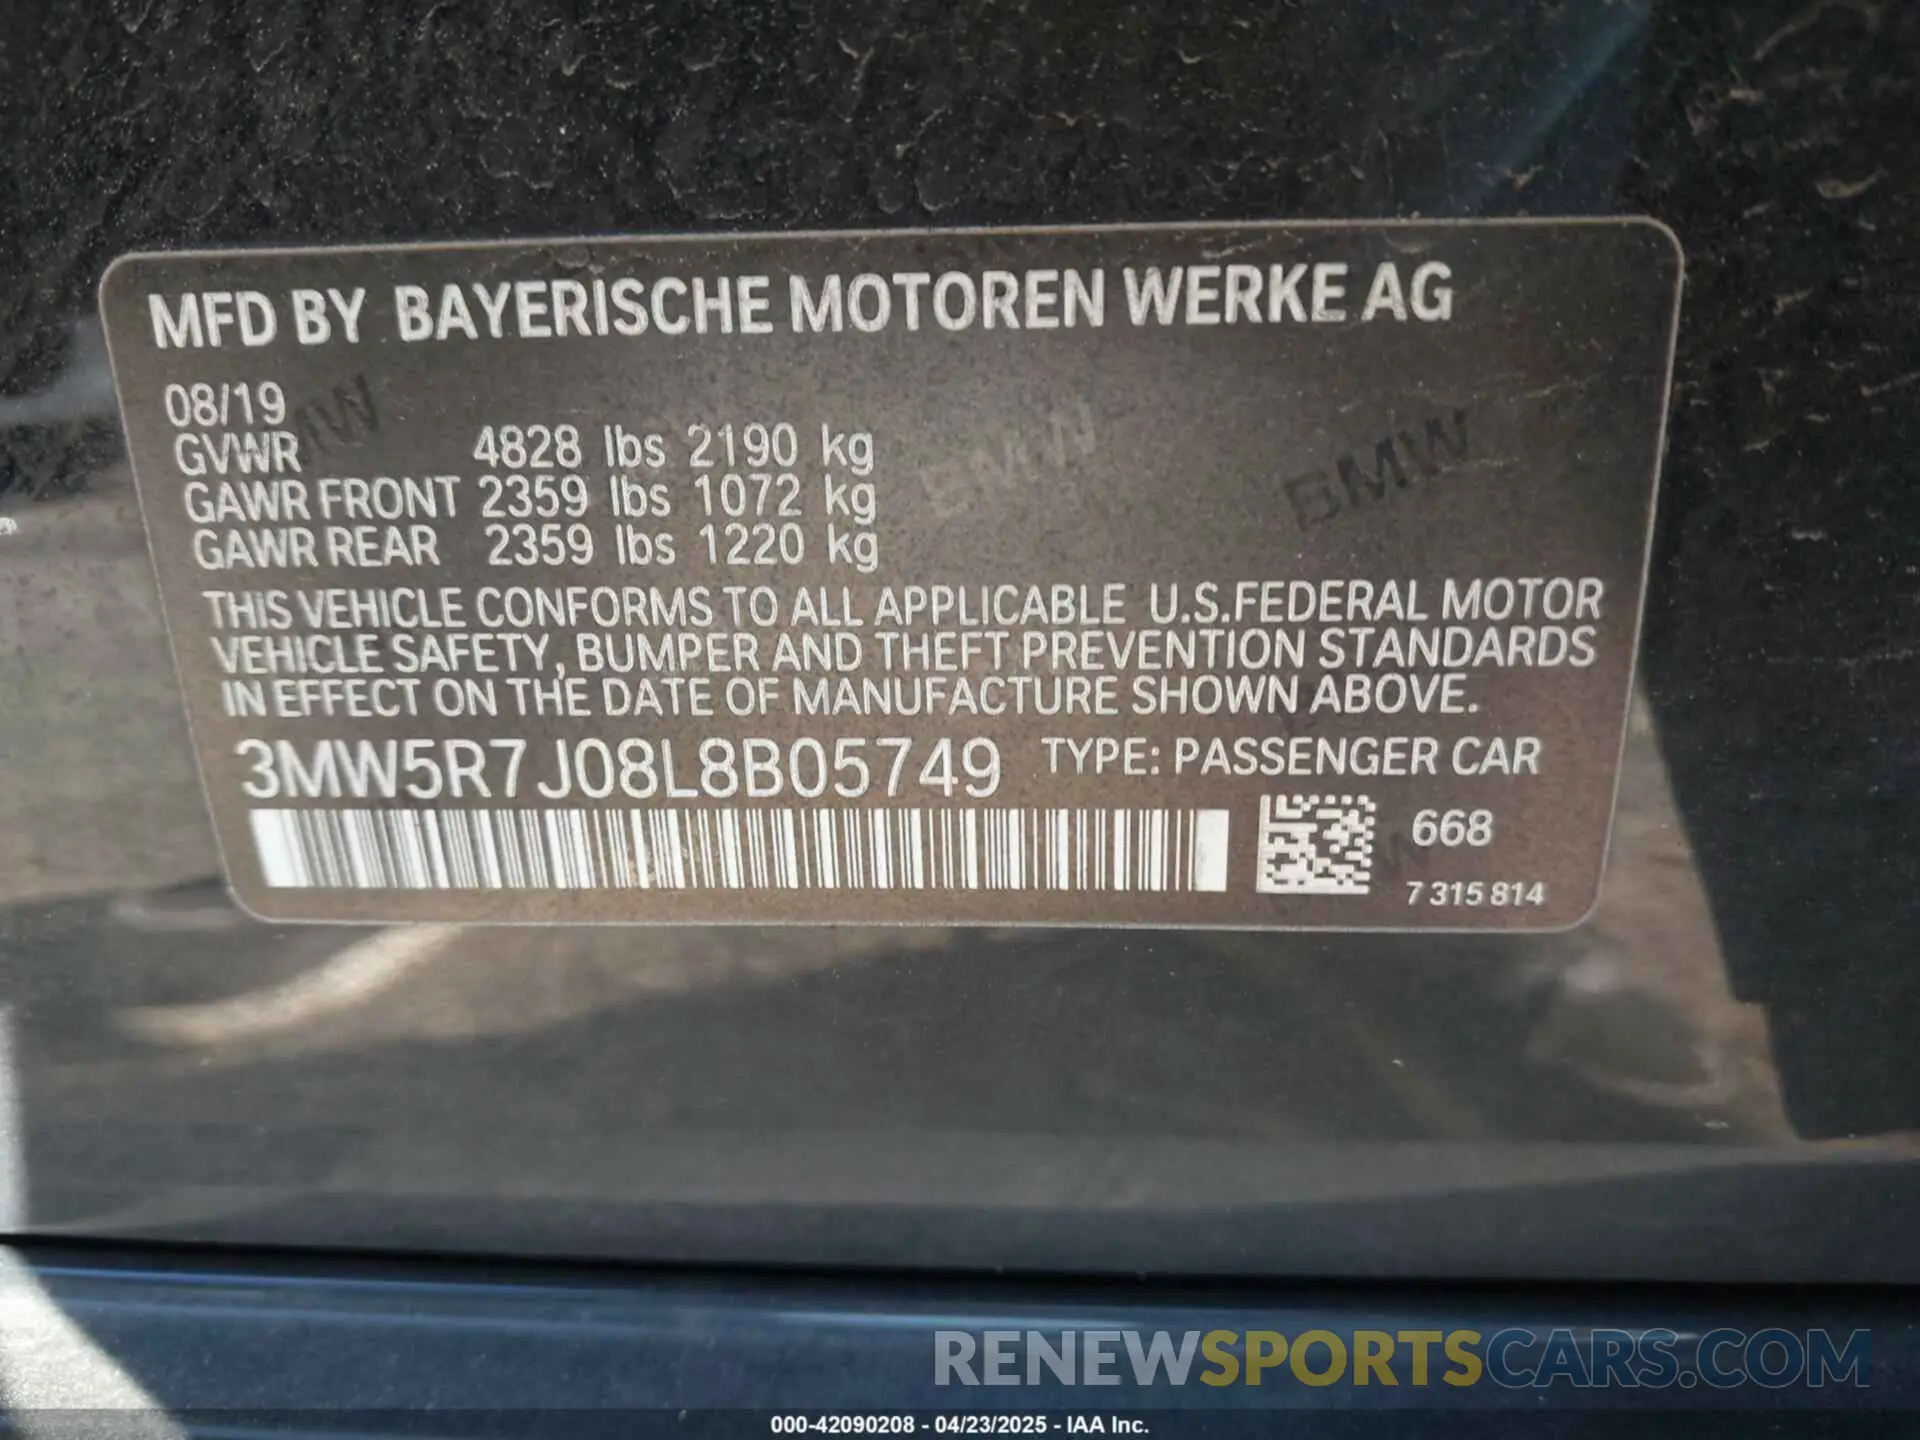 MFD BY BAYERISCHE MOTOREN WERKE AG
08/19
GVWR 4828 lbs 2190 kg
GAWR FRONT 2359 lbs 1072 kg
GAWR REAR 2359 lbs 1220 kg
BMW BMW BMW
THIS VEHICLE CONFORMS TO ALL APPLICABLE U.S.FEDERAL MOTOR
VEHICLE SAFETY, BUMPER AND THEFT PREVENTION STANDARDS
IN EFFECT ON THE DATE OF MANUFACTURE SHOWN ABOVE.
3MW5R7J08L8B05749 TYPE: PASSENGER CAR
668
7 315 814
RENEWSPORTSCARS.COM
000-42090208 - 04/23/2025 - IAA Inc.